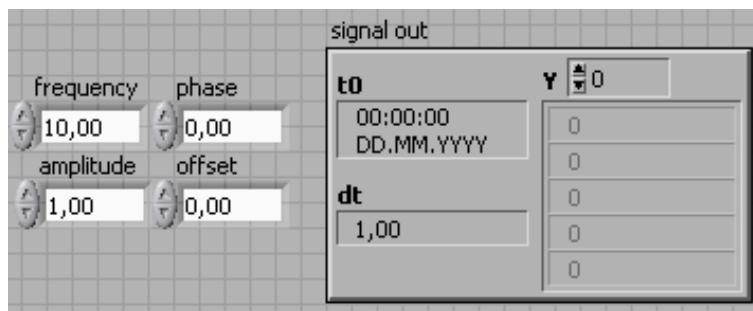 signal out
frequency phase
10,00 0,00
amplitude offset
1,00 0,00
t0
00:00:00
DD.MM.YYYY
dt
1,00
Y 0
0
0
0
0
0